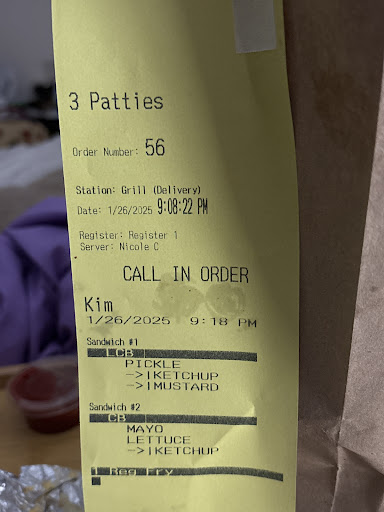 3 Patties
Order Number: 56
Station: Grill (Delivery)
Date: 1/26/2025 9:08:22 PM
Register: Register 1
Server: Nicole C
CALL IN ORDER
Kim
1/26/2025 9:18 PM
Sandwich #1
LCB
PICKLE
->|KETCHUP
->|MUSTARD
Sandwich #2
CB
MAYO
LETTUCE
->|KETCHUP
1 Reg Fry